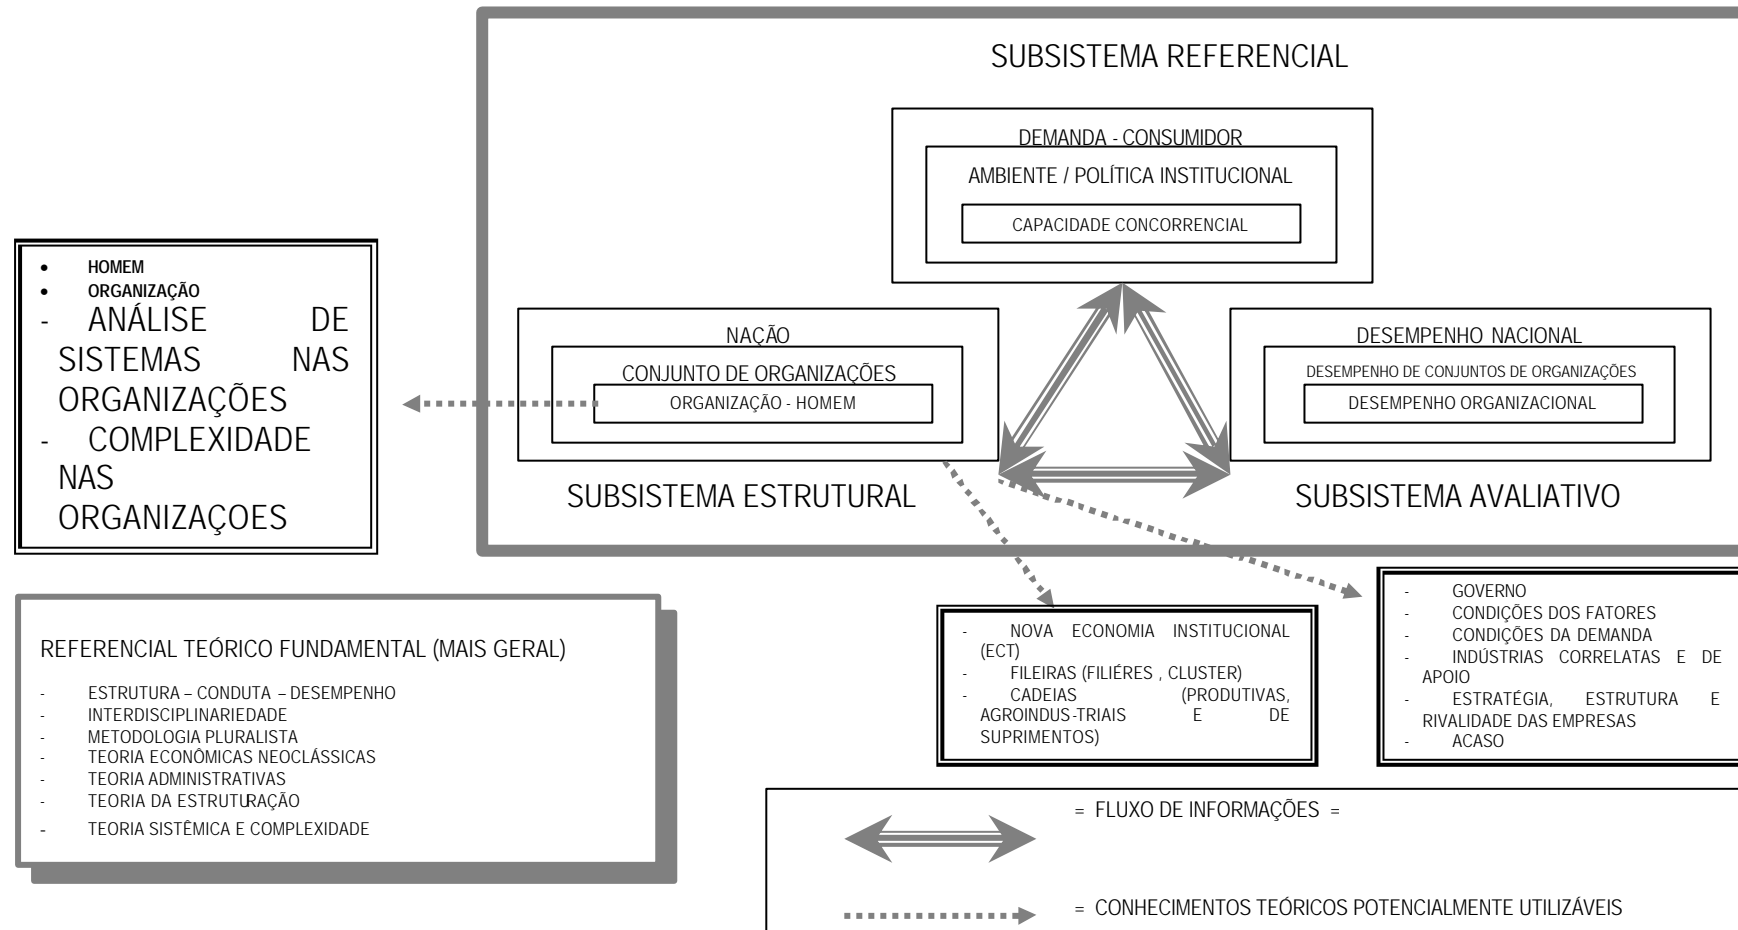 SUBSISTEMA REFERENCIAL
DEMANDA - CONSUMIDOR
AMBIENTE / POLÍTICA INSTITUCIONAL
CAPACIDADE CONCORRENCIAL
• HOMEM
• ORGANIZAÇÃO
- ANÁLISE DE
SISTEMAS NAS
ORGANIZAÇÕES
- COMPLEXIDADE
NAS
ORGANIZAÇOES
NAÇÃO
CONJUNTO DE ORGANIZAÇÕES
ORGANIZAÇÃO - HOMEM
DESEMPENHO NACIONAL
DESEMPENHO DE CONJUNTOS DE ORGANIZAÇÕES
DESEMPENHO ORGANIZACIONAL
SUBSISTEMA ESTRUTURAL
SUBSISTEMA AVALIATIVO
REFERENCIAL TEÓRICO FUNDAMENTAL (MAIS GERAL)
- ESTRUTURA – CONDUTA – DESEMPENHO
- INTERDISCIPLINARIEDADE
- METODOLOGIA PLURALISTA
- TEORIA ECONÔMICAS NEOCLÁSSICAS
- TEORIA ADMINISTRATIVAS
- TEORIA DA ESTRUTURAÇÃO
- TEORIA SISTÊMICA E COMPLEXIDADE
- NOVA ECONOMIA INSTITUCIONAL
(ECT)
- FILEIRAS (FILIÉRES , CLUSTER)
- CADEIAS (PRODUTIVAS,
AGROINDUS-TRIAIS E DE
SUPRIMENTOS)
- GOVERNO
- CONDIÇÕES DOS FATORES
- CONDIÇÕES DA DEMANDA
- INDÚSTRIAS CORRELATAS E DE
APOIO
- ESTRATÉGIA, ESTRUTURA E
RIVALIDADE DAS EMPRESAS
- ACASO
= FLUXO DE INFORMAÇÕES =
= CONHECIMENTOS TEÓRICOS POTENCIALMENTE UTILIZÁVEIS